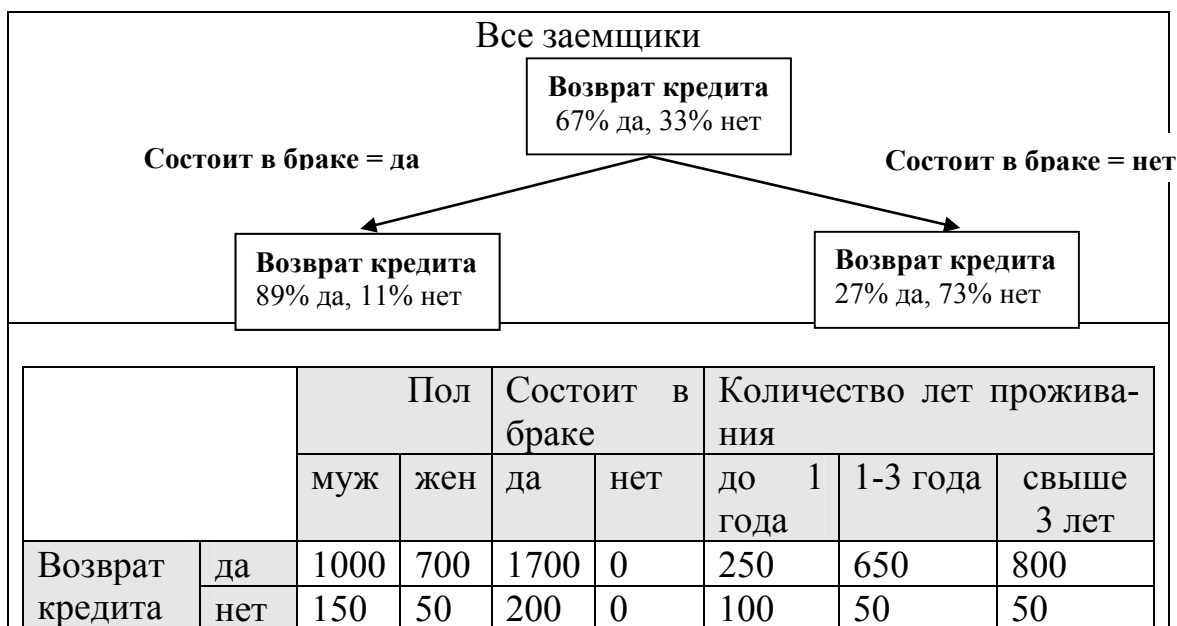 Все заемщики
Возврат кредита
67% да, 33% нет
Состоит в браке = да
Состоит в браке = нет
Возврат кредита
89% да, 11% нет
Возврат кредита
27% да, 73% нет
Пол Состоит в Количество лет прожива-
браке ния
муж жен да нет до 1 1-3 года свыше
года 3 лет
Возврат да 1000 700 1700 0 250 650 800
кредита нет 150 50 200 0 100 50 50